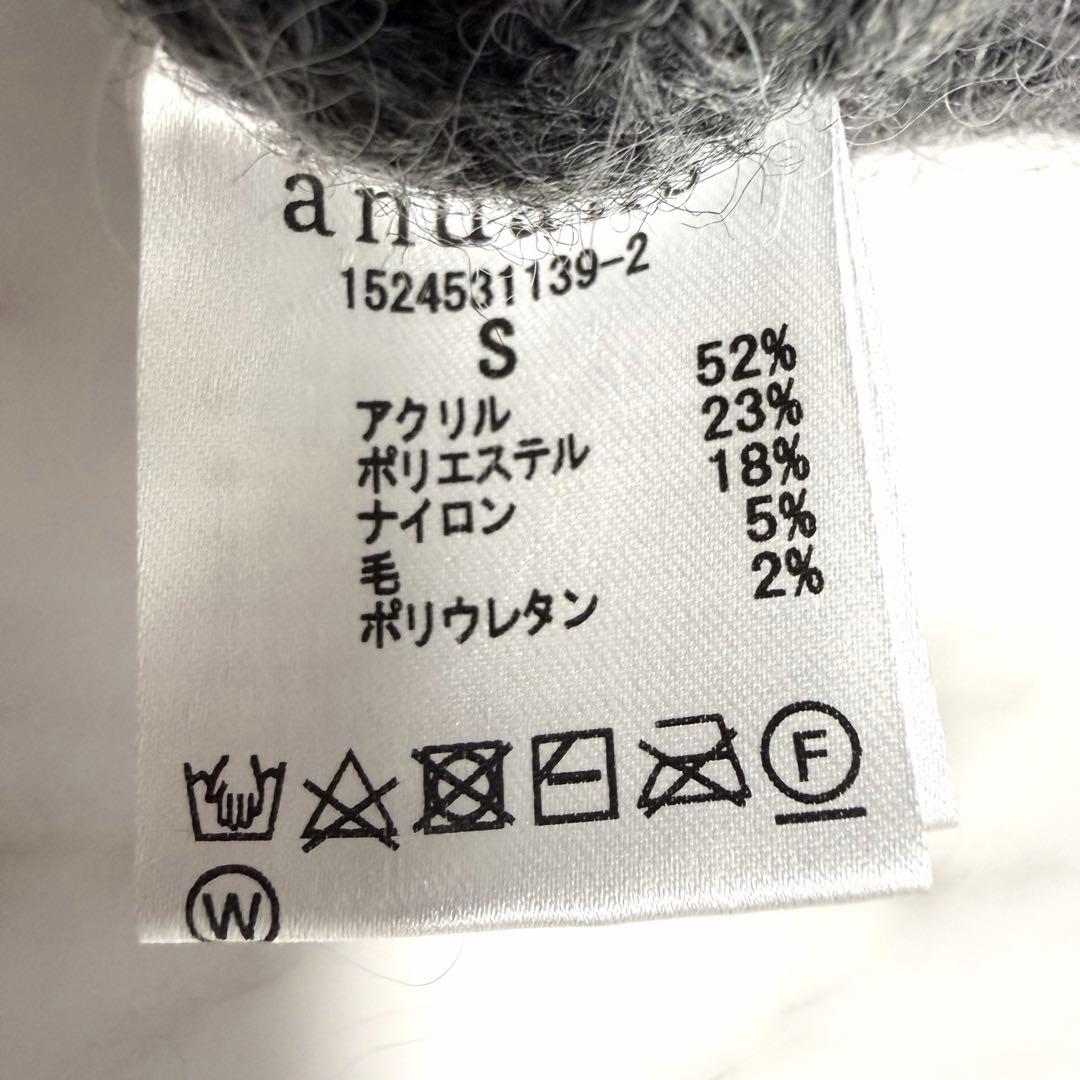 1524531139-2
S
アクリル 52%
ポリエステル 23%
ナイロン 18%
毛 5%
ポリウレタン 2%
F
W